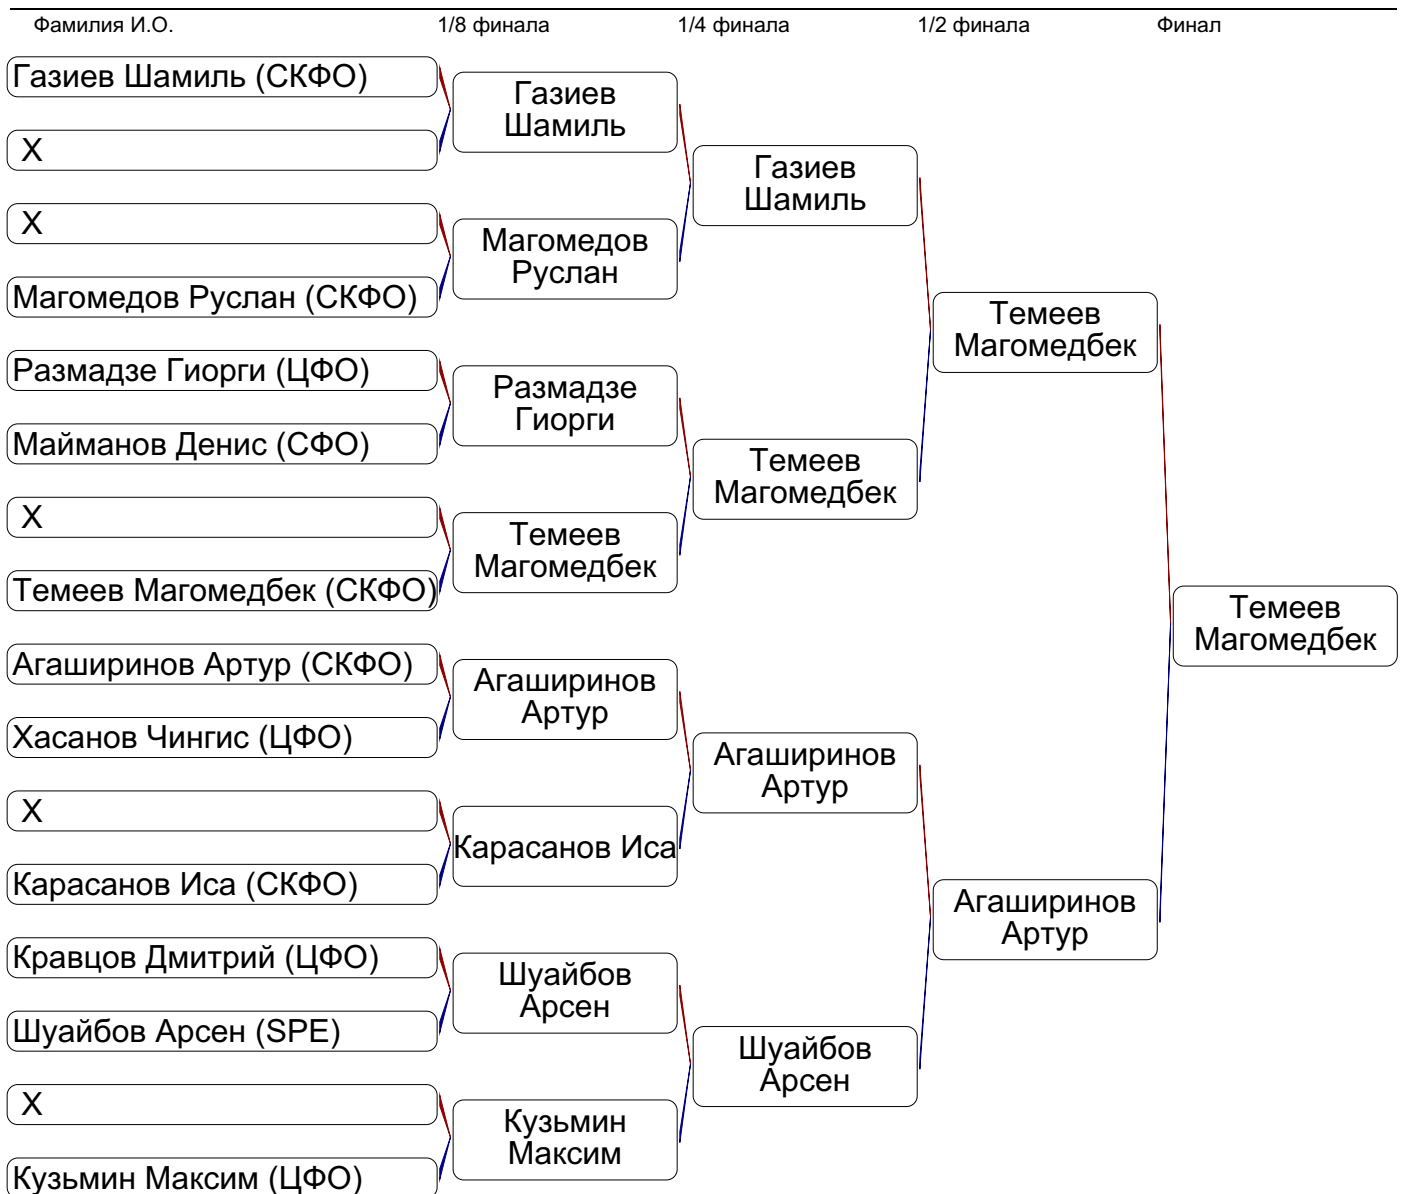 Фамилия И.О.
1/8 финала
1/4 финала
1/2 финала
Финал
Газиев Шамиль (СКФО)
X
X
Магомедов Руслан (СКФО)
Размадзе Гиорги (ЦФО)
Майманов Денис (СФО)
X
Темеев Магомедбек (СКФО)
Агаширинов Артур (СКФО)
Хасанов Чингис (ЦФО)
X
Карасанов Иса (СКФО)
Кравцов Дмитрий (ЦФО)
Шуайбов Арсен (SPE)
X
Кузьмин Максим (ЦФО)
Газиев
Шамиль
Магомедов
Руслан
Размадзе
Гиорги
Темеев
Магомедбек
Агаширинов
Артур
Карасанов Иса
Шуайбов
Арсен
Кузьмин
Максим
Газиев
Шамиль
Темеев
Магомедбек
Агаширинов
Артур
Шуайбов
Арсен
Темеев
Магомедбек
Агаширинов
Артур
Темеев
Магомедбек